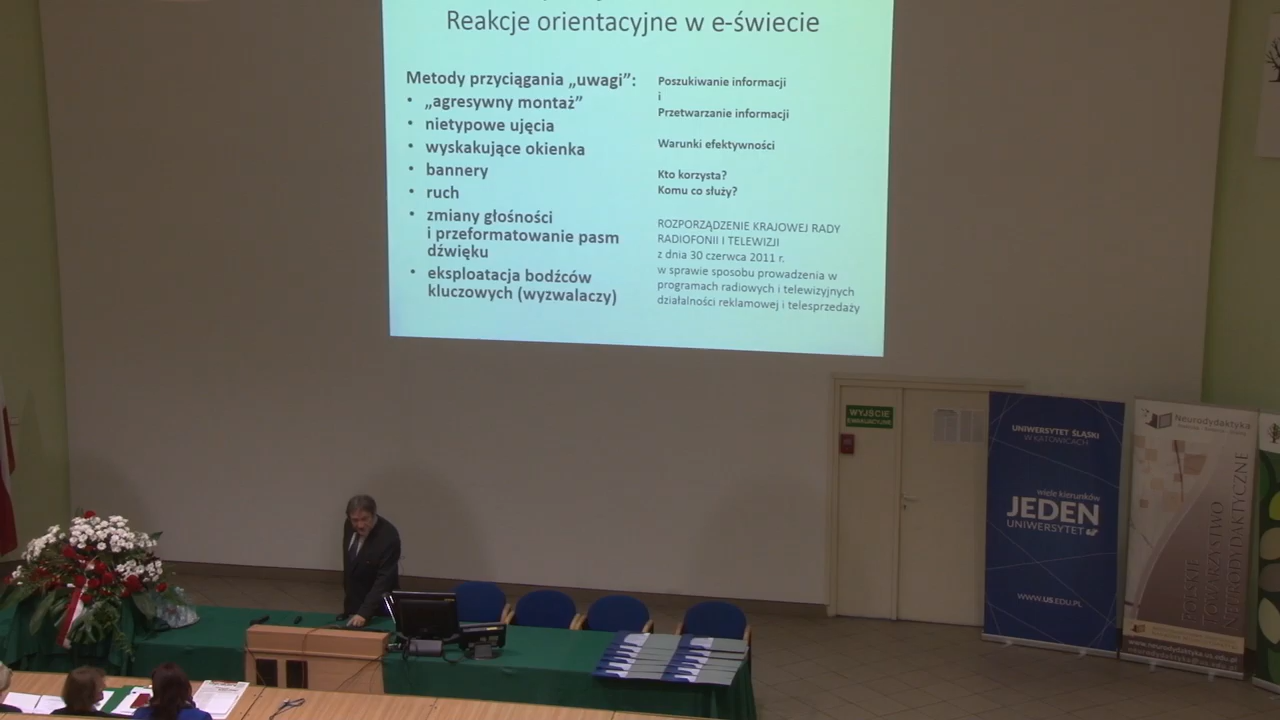 Reakcje orientacyjne w e-świecie
Metody przyciągania „uwagi”:
• „agresywny montaż”
• nietypowe ujęcia
• wyskakujące okienka
• bannery
• ruch
• zmiany głośności
i przeformatowanie pasm
dźwięku
• eksploatacja bodźców
kluczowych (wyzwalaczy)
Poszukiwanie informacji
i
Przetwarzanie informacji
Warunki efektywności
Kto korzysta?
Komu co służy?
ROZPORZĄDZENIE KRAJOWEJ RADY
RADIOFONII I TELEWIZJI
z dnia 30 czerwca 2011 r.
w sprawie sposobu prowadzenia w
programach radiowych i telewizyjnych
działalności reklamowej i telesprzedaży
WYJŚCIE
EWAKUACYJNE
UNIWERSYTET ŚLĄSKI
W KATOWICACH
wiele kierunków
JEDEN
UNIWERSYTET
WWW.US.EDU.PL
Neurodydaktyka
POLSKIE
TOWARZYSTWO
NEURODYDAKTYCZNE